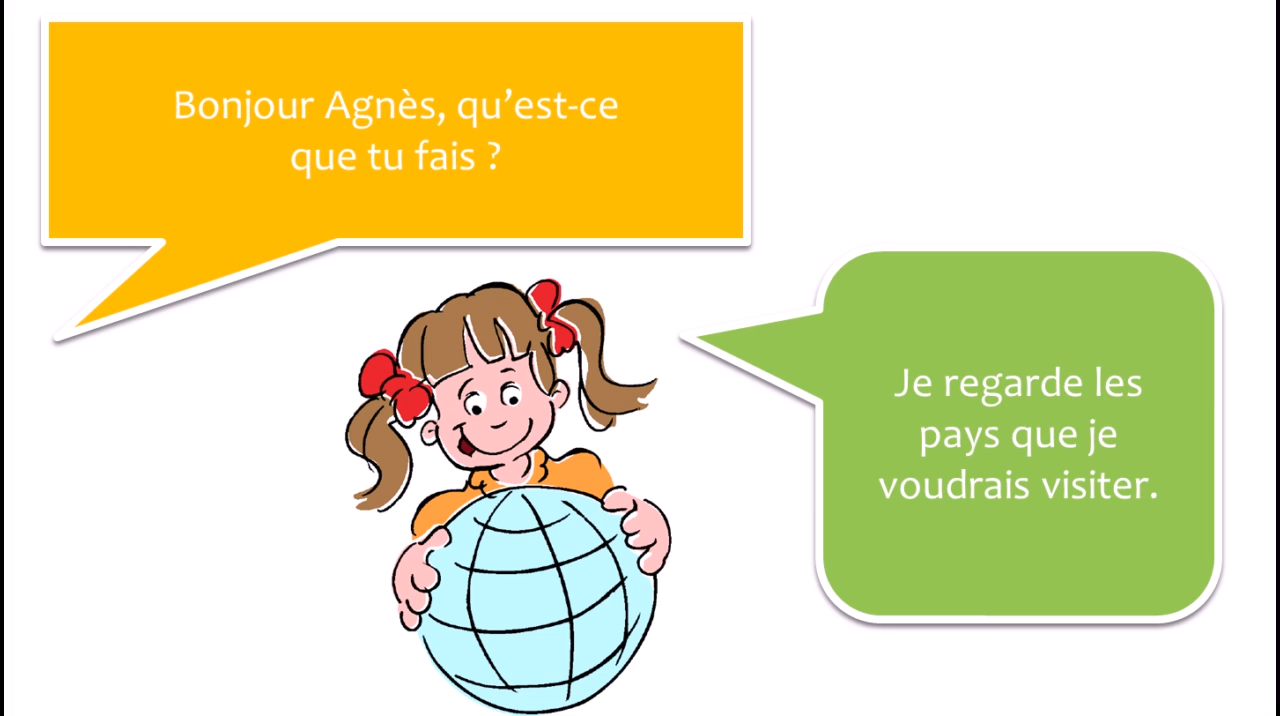 Bonjour Agnès, qu’est-ce
que tu fais ?
Je regarde les
pays que je
voudrais visiter.